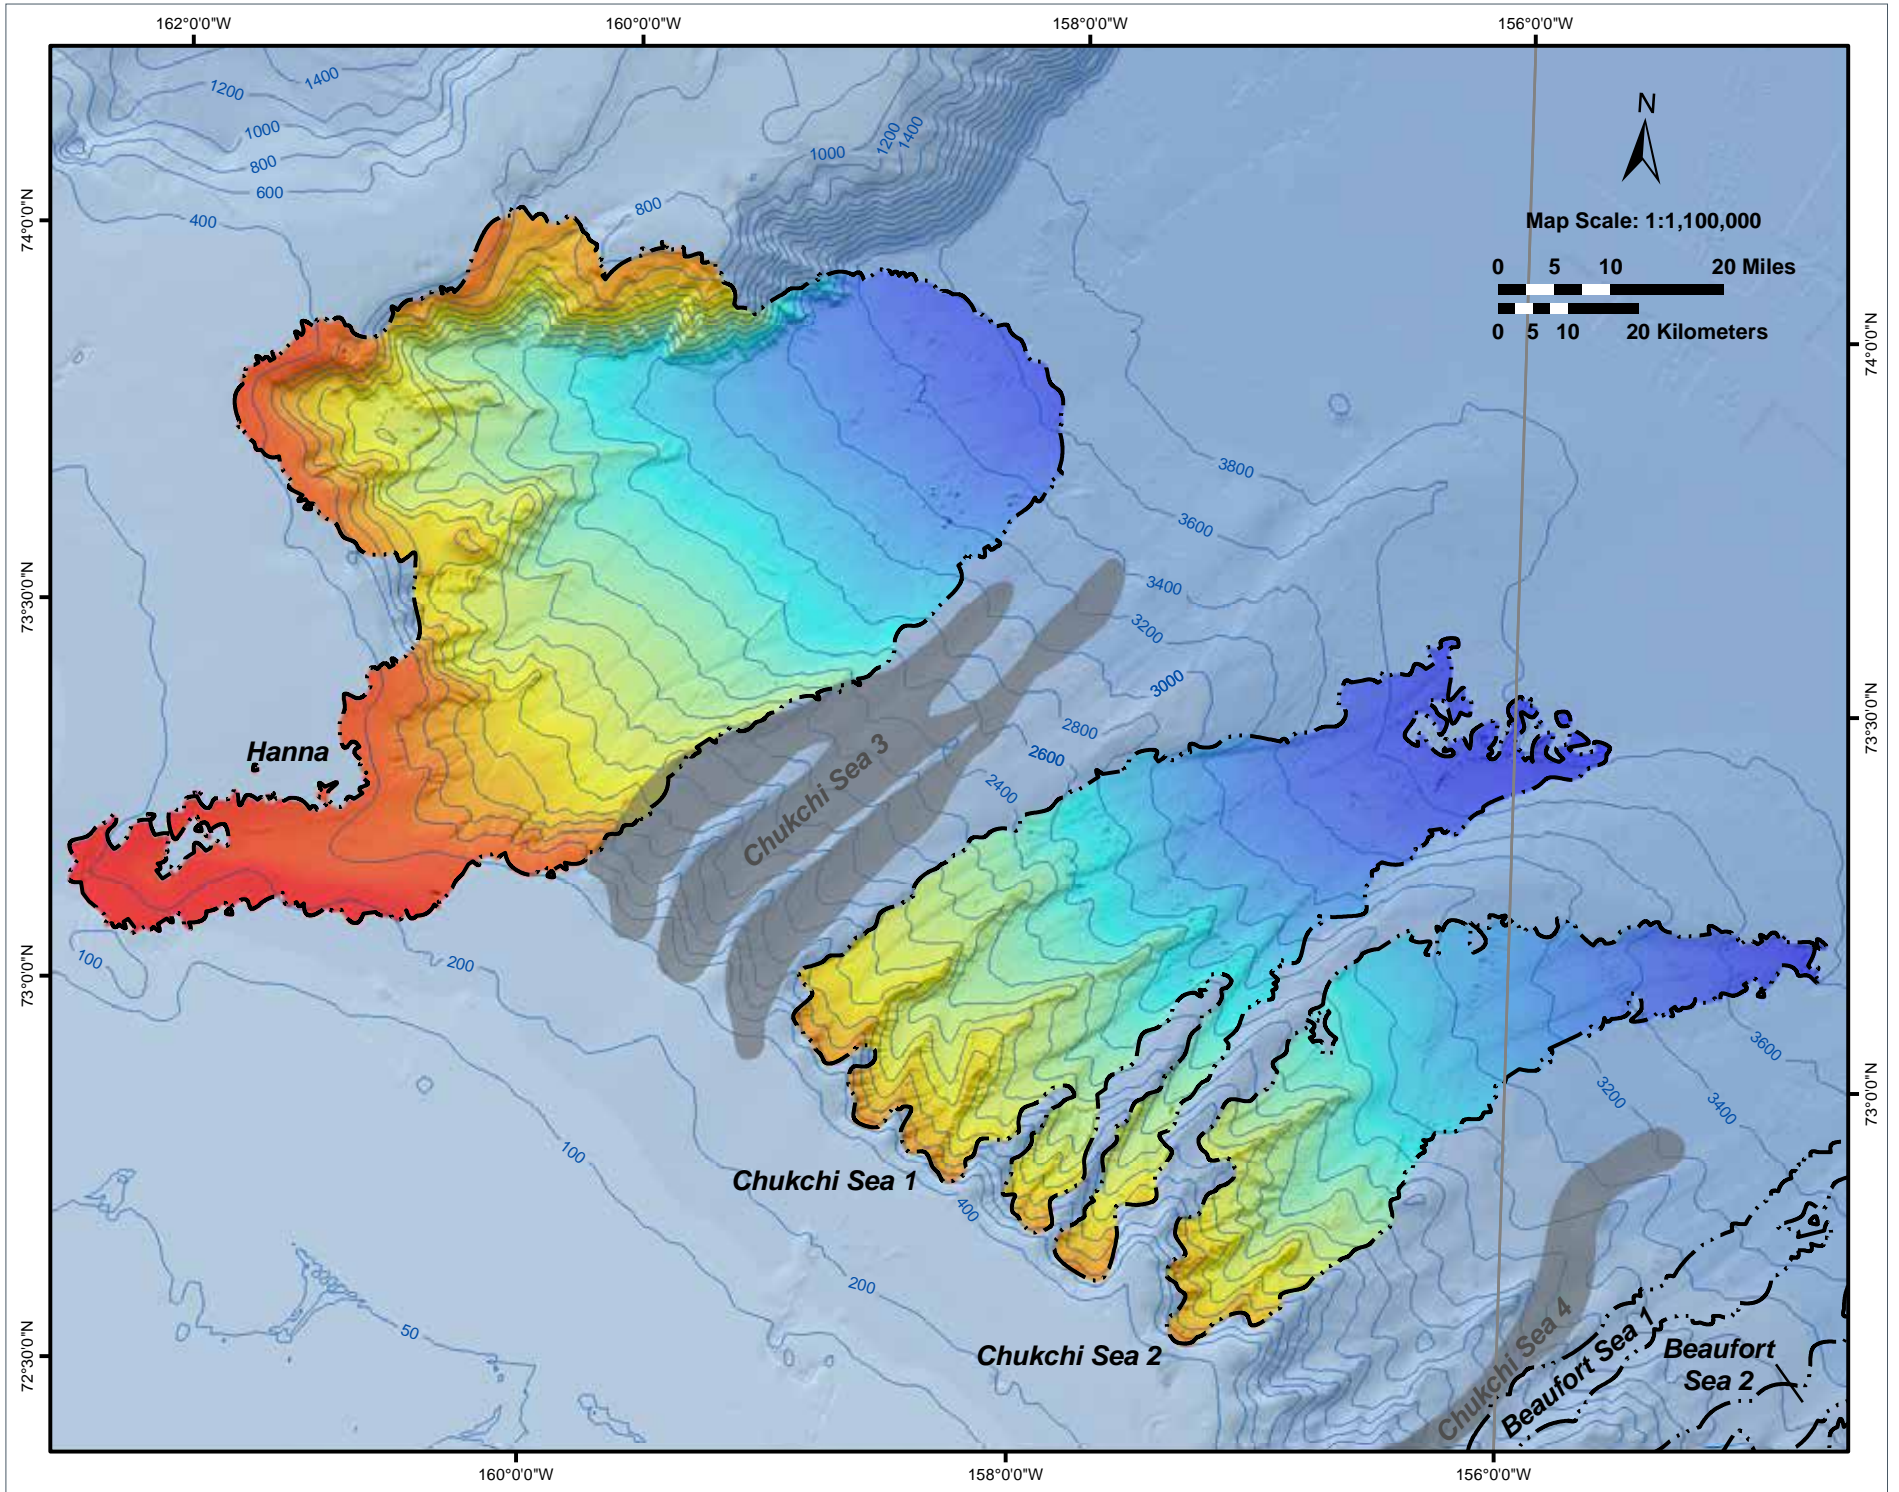 162°0'0"W
160°0'0"W
158°0'0"W
156°0'0"W
1400
1200
1000
800
600
400
1000
1200
1400
800
N
Map Scale: 1:1,100,000
0 5 10 20 Miles
0 5 10 20 Kilometers
74°0'0"N
74°0'0"N
3800
3600
3400
3200
3000
2800
2600
2400
73°30'0"N
73°30'0"N
Hanna
Chukchi Sea 3
100
200
73°0'0"N
73°0'0"N
3600
3400
3200
100
Chukchi Sea 1
400
200
50
Chukchi Sea 2
Chukchi Sea 4
Beaufort Sea 1
Beaufort
Sea 2
72°30'0"N
160°0'0"W
158°0'0"W
156°0'0"W